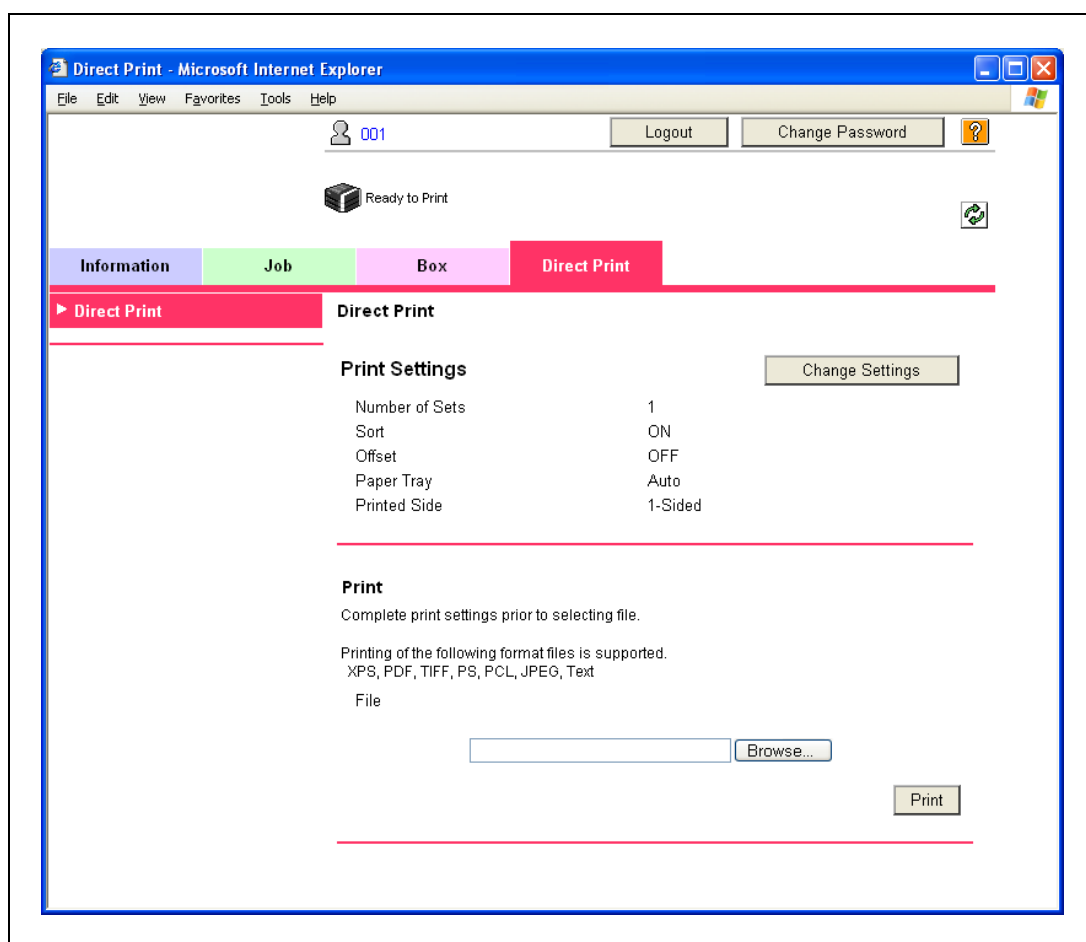 Direct Print - Microsoft Internet Explorer
File Edit View Favorites Tools Help
001 Logout Change Password ?
Ready to Print
Information Job Box Direct Print
Direct Print
Direct Print
Print Settings Change Settings
Number of Sets 1
Sort ON
Offset OFF
Paper Tray Auto
Printed Side 1-Sided
Print
Complete print settings prior to selecting file.
Printing of the following format files is supported.
XPS, PDF, TIFF, PS, PCL, JPEG, Text
File
Browse...
Print